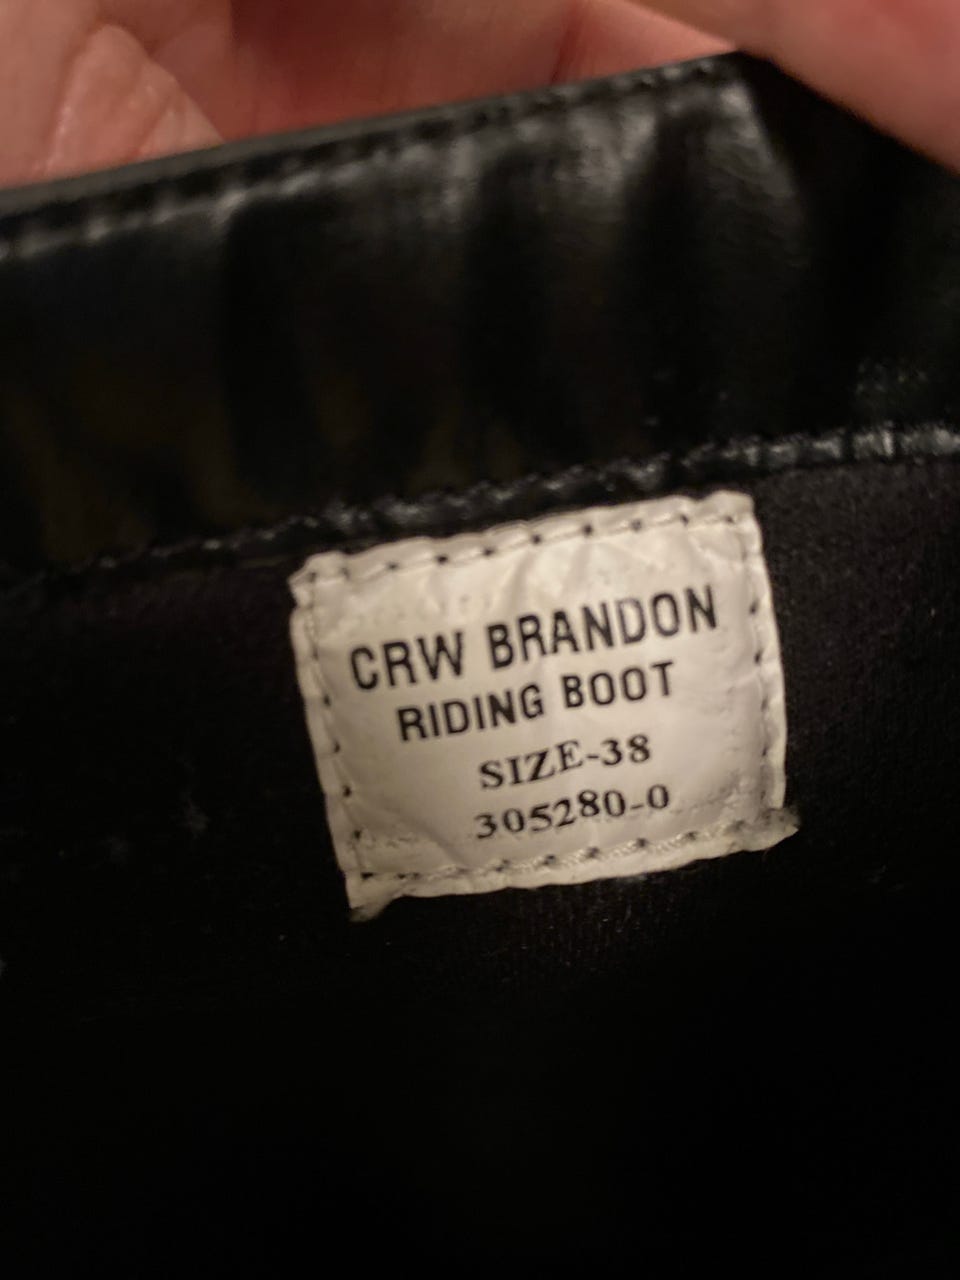 CRW BRANDON
RIDING BOOT
SIZE-38
305280-0